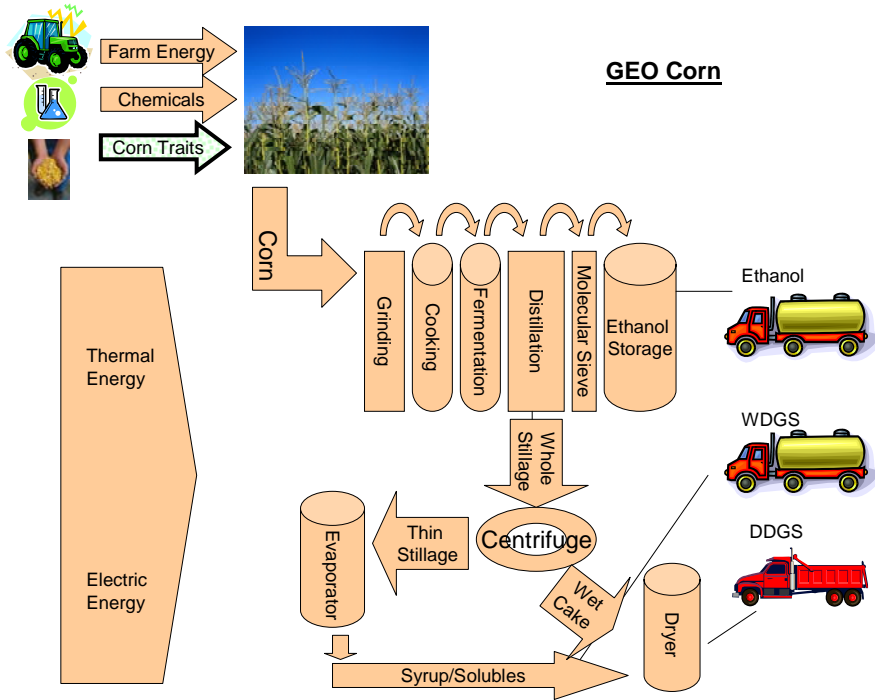 GEO Corn
Farm Energy
Chemicals
Corn Traits
Corn
Grinding
Cooking
Fermentation
Distillation
Molecular Sieve
Ethanol
Storage
Ethanol
Thermal
Energy
Electric
Energy
Whole
Stillage
WDGS
Centrifuge
Thin
Stillage
Evaporator
Wet
Cake
DDGS
Dryer
Syrup/Solubles